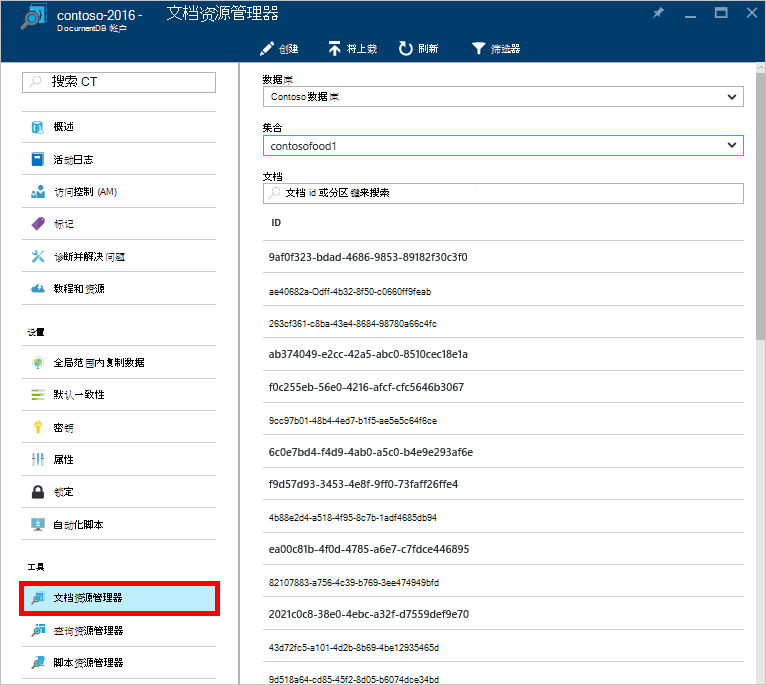 contoso-2016 - 文档资源管理器
DocumentDB 帐户
创建 将上载 刷新 筛选器
搜索 CT
概述
活动日志
访问控制 (AM)
标记
诊断并解决 问题
教程和 资源
设置
全局范围内复制数据
默认一致性
密钥
属性
锁定
自动化脚本
工具
文档资源管理器
查询资源管理器
脚本资源管理器
数据库
Contoso 数据库
集合
contosofood1
文档
文档 id 或分区 键来搜索
ID
9af0f323-bdad-4686-9853-89182f30c3f0
ae40682a-0dff-4b32-8f50-c0660ff9feab
263cf361-c8ba-43e4-8684-98780a66c4fc
ab374049-e2cc-42a5-abc0-8510cec18e1a
f0c255eb-56e0-4216-afcf-cfc5646b3067
9cc97b01-48b4-4ed7-b1f5-ae5e5c64f6ce
6c0e7bd4-f4d9-4ab0-a5c0-b4e9e293af6e
f9d57d93-3453-4e8f-9ff0-73faff26ffe4
4b88e2d4-a518-4f95-8c7b-1adf4685db94
ea00c81b-4f0d-4785-a6e7-c7fdce446895
82107883-a756-4c39-b769-3ee474949bfd
2021c0c8-38e0-4ebc-a32f-d7559def9e70
43d72fc5-a101-4d2b-8b69-4be12935465d
9d518a64-cd85-45f2-8d05-b6074dce34bd